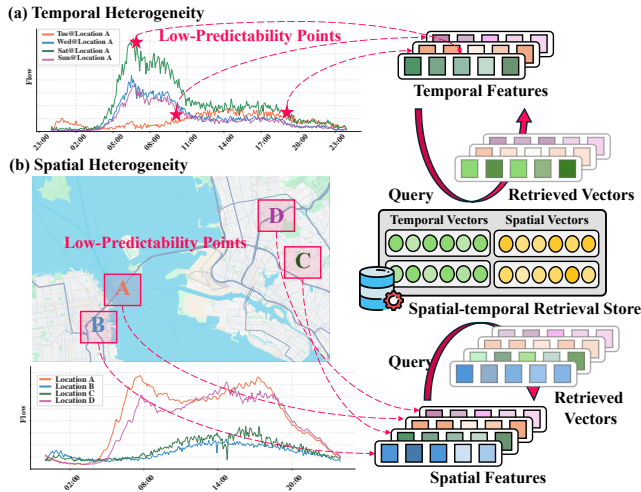 (a) Temporal Heterogeneity
Tue@Location A
Wed@Location A
Sat@Location A
Sun@Location A
Low-Predictability Points
Flow
23:00
02:00
05:00
08:00
11:00
14:00
17:00
20:00
23:00
Temporal Features
Query
Retrieved Vectors
(b) Spatial Heterogeneity
Low-Predictability Points
D
C
A
B
Temporal Vectors
Spatial Vectors
Spatial-temporal Retrieval Store
Query
Retrieved
Vectors
Location A
Location B
Location C
Location D
Flow
02:00
08:00
14:00
20:00
Spatial Features